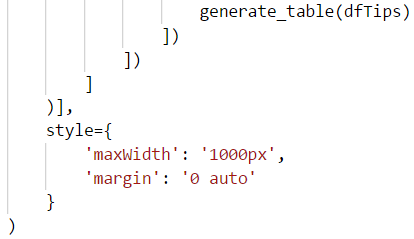 generate_table(dfTips)
])
])
]
)],
style={
'maxWidth': '1000px',
'margin': '0 auto'
}
)